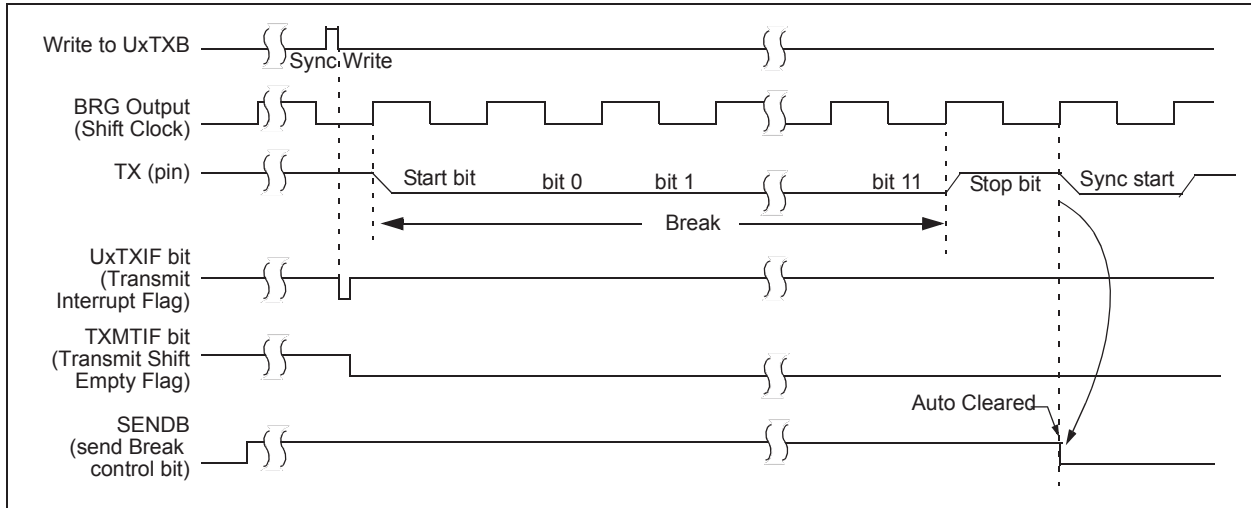 Write to UxTXB
Sync Write
BRG Output
(Shift Clock)
TX (pin)
Start bit
bit 0
bit 1
bit 11
Stop bit
Sync start
Break
UxTXIF bit
(Transmit
Interrupt Flag)
TXMTIF bit
(Transmit Shift
Empty Flag)
Auto Cleared
SENDB
(send Break
control bit)